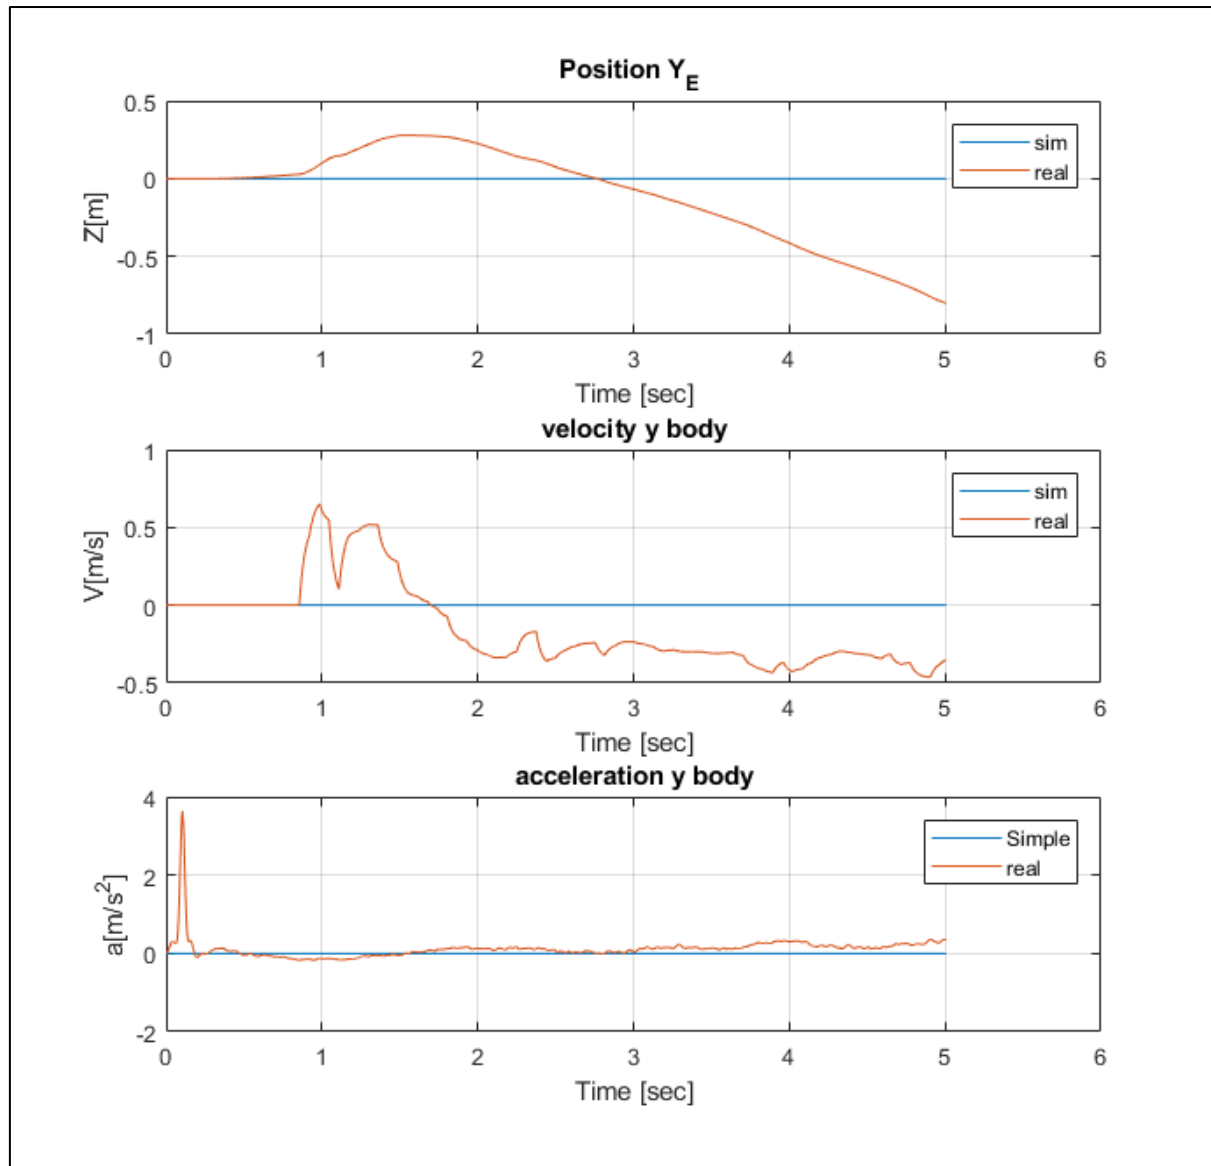 Position Y_E
0.5
0
-0.5
-1
Z[m]
sim
real
0 1 2 3 4 5 6
Time [sec]
velocity y body
1
0.5
0
-0.5
V[m/s]
sim
real
0 1 2 3 4 5 6
Time [sec]
acceleration y body
4
2
0
-2
a[m/s²]
Simple
real
0 1 2 3 4 5 6
Time [sec]